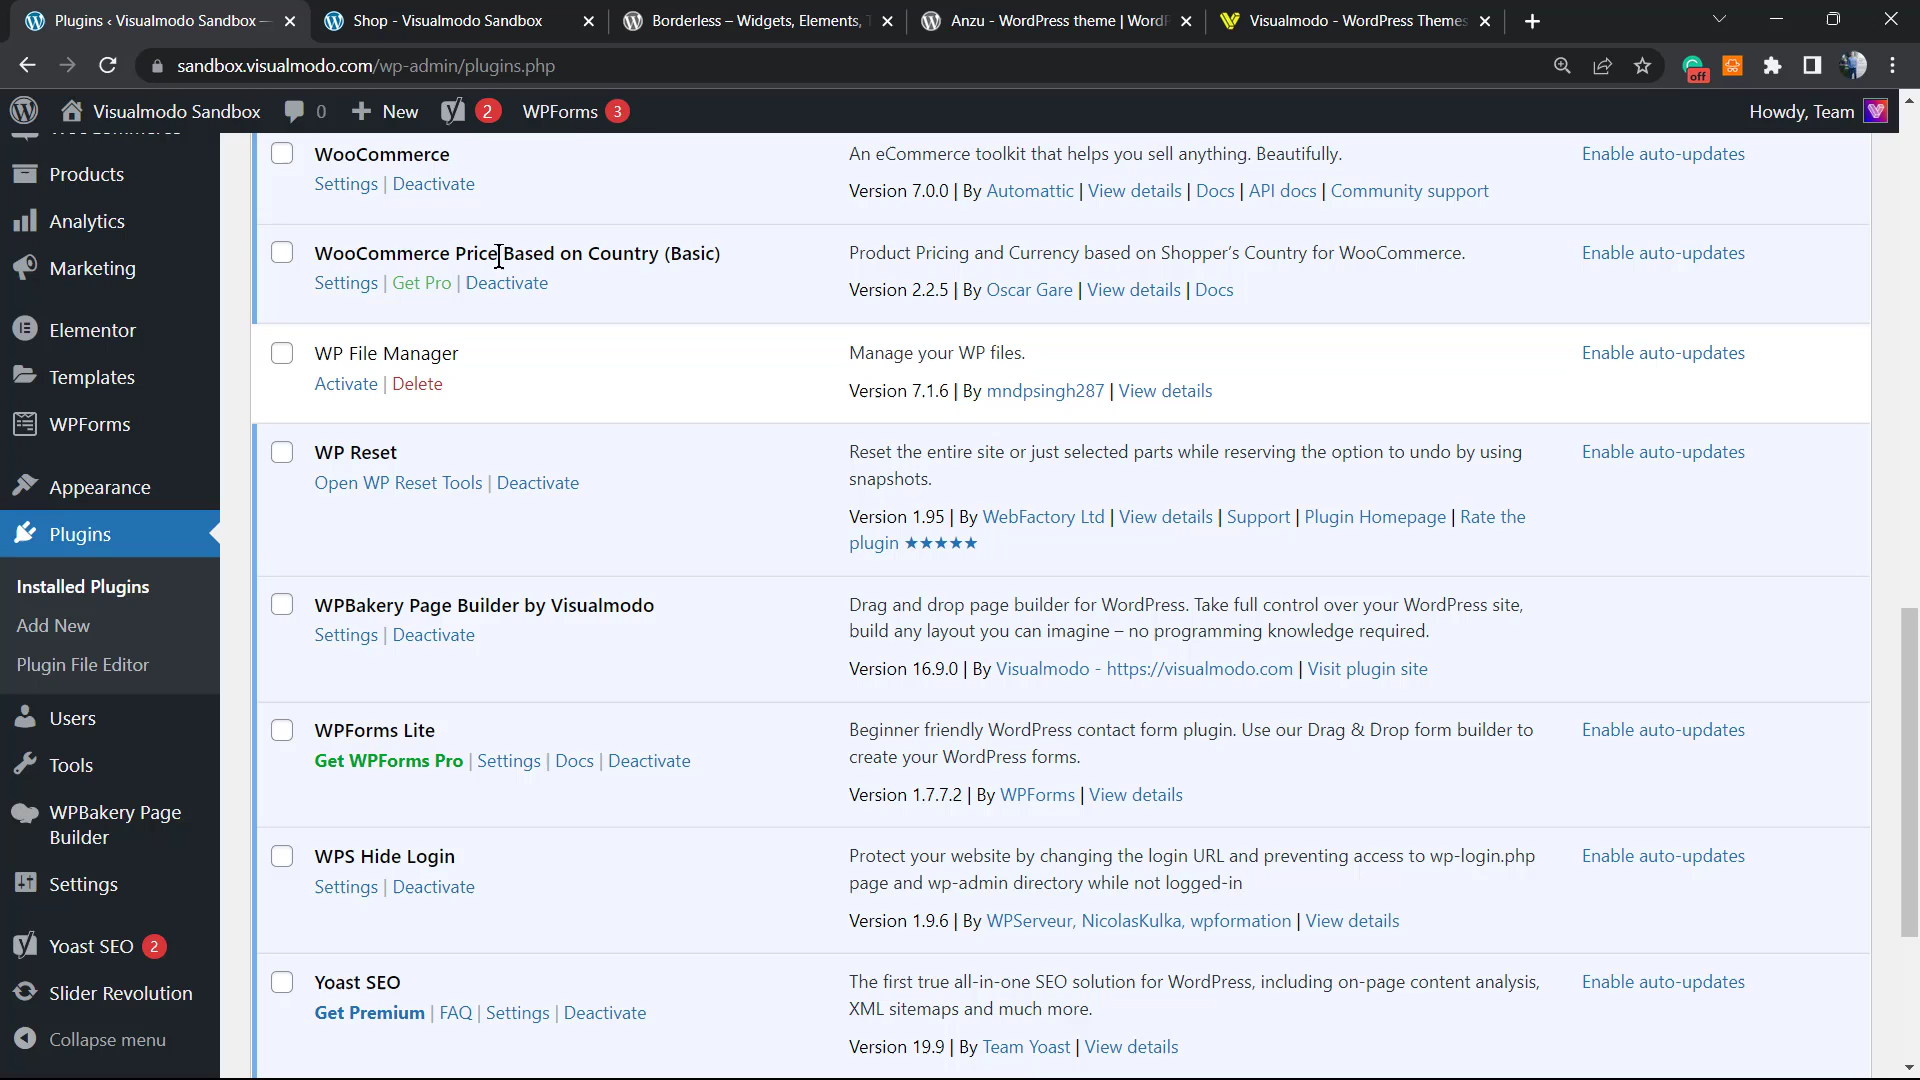 Plugins ‹ Visualmodo Sandbox —
Shop - Visualmodo Sandbox
Borderless – Widgets, Elements, T
Anzu - WordPress theme | WordP
Visualmodo - WordPress Themes
sandbox.visualmodo.com/wp-admin/plugins.php
off
Visualmodo Sandbox
0
New
2
WPForms 3
Howdy, Team
Products
Analytics
Marketing
Elementor
Templates
WPForms
Appearance
Plugins
Installed Plugins
Add New
Plugin File Editor
Users
Tools
WPBakery Page
Builder
Settings
Yoast SEO 2
Slider Revolution
Collapse menu
WooCommerce
Settings | Deactivate
An eCommerce toolkit that helps you sell anything. Beautifully.
Version 7.0.0 | By Automattic | View details | Docs | API docs | Community support
Enable auto-updates
WooCommerce Price Based on Country (Basic)
Settings | Get Pro | Deactivate
Product Pricing and Currency based on Shopper’s Country for WooCommerce.
Version 2.2.5 | By Oscar Gare | View details | Docs
Enable auto-updates
WP File Manager
Activate | Delete
Manage your WP files.
Version 7.1.6 | By mndpsingh287 | View details
Enable auto-updates
WP Reset
Open WP Reset Tools | Deactivate
Reset the entire site or just selected parts while reserving the option to undo by using
snapshots.
Version 1.95 | By WebFactory Ltd | View details | Support | Plugin Homepage | Rate the
plugin ★★★★★
Enable auto-updates
WPBakery Page Builder by Visualmodo
Settings | Deactivate
Drag and drop page builder for WordPress. Take full control over your WordPress site,
build any layout you can imagine – no programming knowledge required.
Version 16.9.0 | By Visualmodo - https://visualmodo.com | Visit plugin site
WPForms Lite
Get WPForms Pro | Settings | Docs | Deactivate
Beginner friendly WordPress contact form plugin. Use our Drag & Drop form builder to
create your WordPress forms.
Version 1.7.7.2 | By WPForms | View details
Enable auto-updates
WPS Hide Login
Settings | Deactivate
Protect your website by changing the login URL and preventing access to wp-login.php
page and wp-admin directory while not logged-in
Version 1.9.6 | By WPServeur, NicolasKulka, wpformation | View details
Enable auto-updates
Yoast SEO
Get Premium | FAQ | Settings | Deactivate
The first true all-in-one SEO solution for WordPress, including on-page content analysis,
XML sitemaps and much more.
Version 19.9 | By Team Yoast | View details
Enable auto-updates